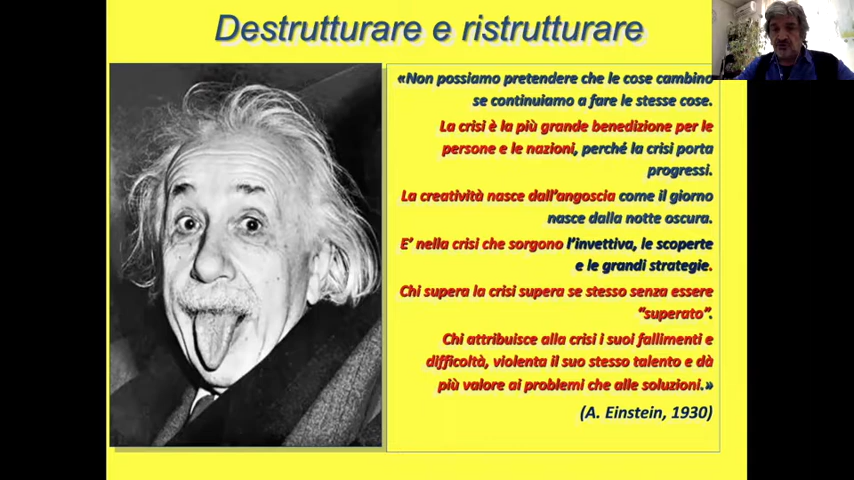 Destrutturare e ristrutturare
«Non possiamo pretendere che le cose cambino
se continuiamo a fare le stesse cose.
La crisi è la più grande benedizione per le
persone e le nazioni, perché la crisi porta
progressi.
La creatività nasce dall'angoscia come il giorno
nasce dalla notte oscura.
E' nella crisi che sorgono l'invettiva, le scoperte
e le grandi strategie.
Chi supera la crisi supera se stesso senza essere
“superato”.
Chi attribuisce alla crisi i suoi fallimenti e
difficoltà, violenta il suo stesso talento e dà
più valore ai problemi che alle soluzioni.»
(A. Einstein, 1930)